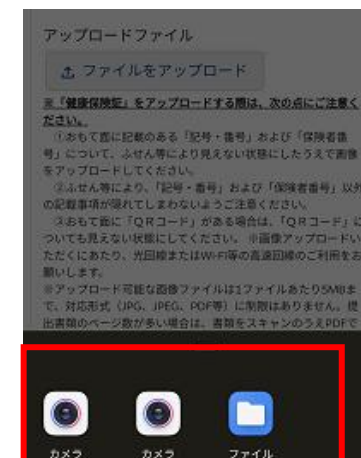 アップロードファイル
ファイルをアップロード
※「健康保険証」をアップロードする際は、次の点にご注意く
ださい。
①おもて面に記載のある「記号・番号」および「保険者番
号」について、ふせん等により見えない状態にしたうえで画像
をアップロードしてください。
②ふせん等により、「記号・番号」および「保険者番号」以外
の記載事項が隠れてしまわないようご注意ください。
③おもて面に「QRコード」がある場合は、「QRコード」に
ついても見えない状態にしてください。 ※画像アップロードい
ただくにあたり、光回線またはWi-Fi等の高速回線のご利用をお
願いします。
※アップロード可能な画像ファイルは1ファイルあたり5MBま
で、対応形式（JPG、JPEG、PDF等）に制限はありません。提
出書類のページ数が多い場合は、書類をスキャンのうえPDFで
カメラ
カメラ
ファイル